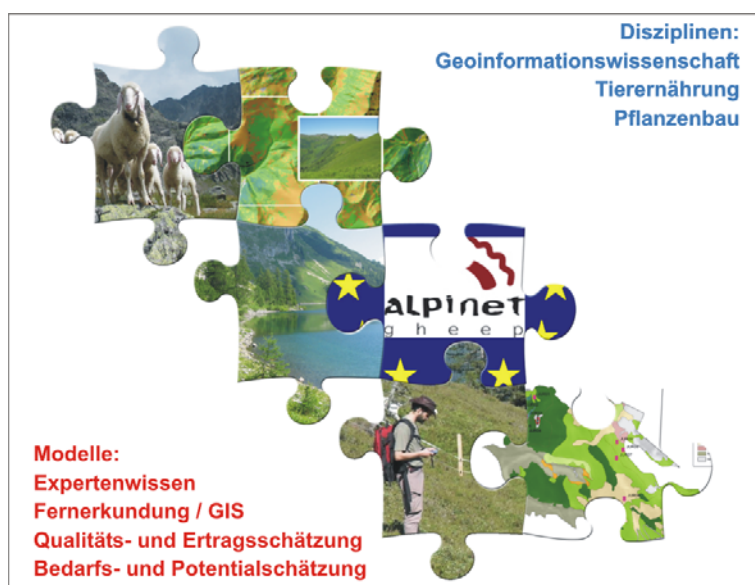 Disziplinen:
Geoinformationswissenschaft
Tierernährung
Pflanzenbau
alpinet
gheep
Modelle:
Expertenwissen
Fernerkundung / GIS
Qualitäts- und Ertragsschätzung
Bedarfs- und Potentialschätzung